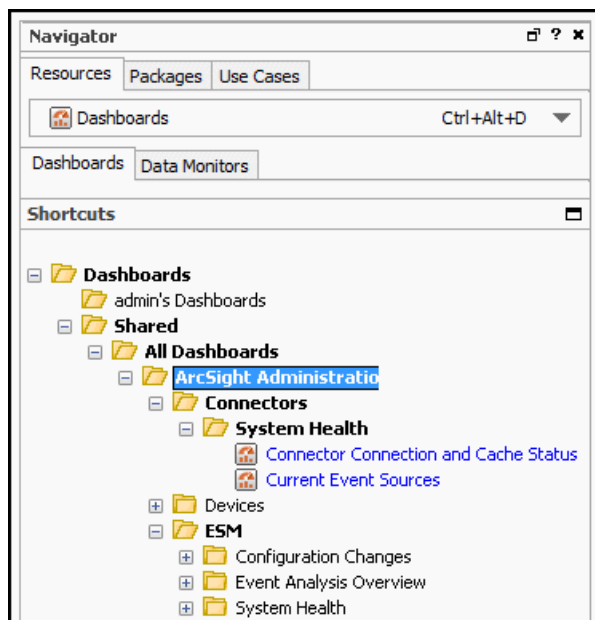 Navigator
Resources Packages Use Cases
Dashboards Ctrl+Alt+D
Dashboards Data Monitors
Shortcuts
Dashboards
admin's Dashboards
Shared
All Dashboards
ArcSight Administratio
Connectors
System Health
Connector Connection and Cache Status
Current Event Sources
Devices
ESM
Configuration Changes
Event Analysis Overview
System Health